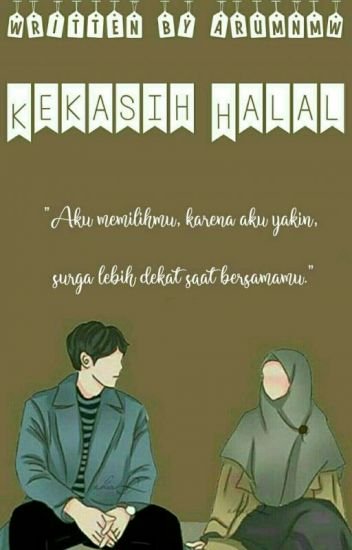 WRITTEN BY ARUMNMW
KEKASIH HALAL
"Aku memilihmu, karena aku yakin,
surga lebih dekat saat bersamamu."